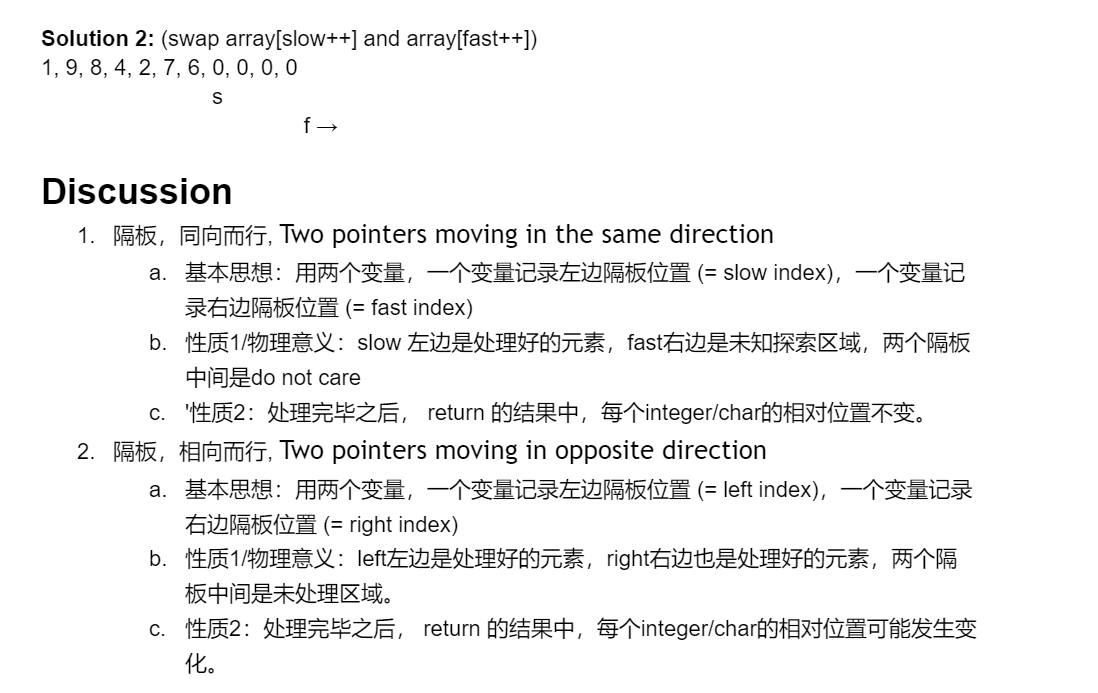 Solution 2: (swap array[slow++] and array[fast++])
1, 9, 8, 4, 2, 7, 6, 0, 0, 0, 0
s
f →
Discussion
1. 隔板，同向而行, Two pointers moving in the same direction
a. 基本思想：用两个变量，一个变量记录左边隔板位置 (= slow index)，一个变量记
录右边隔板位置 (= fast index)
b. 性质1/物理意义：slow 左边是处理好的元素，fast右边是未知探索区域，两个隔板
中间是do not care
c. '性质2：处理完毕之后， return 的结果中，每个integer/char的相对位置不变。
2. 隔板，相向而行, Two pointers moving in opposite direction
a. 基本思想：用两个变量，一个变量记录左边隔板位置 (= left index)，一个变量记录
右边隔板位置 (= right index)
b. 性质1/物理意义：left左边是处理好的元素，right右边也是处理好的元素，两个隔
板中间是未处理区域。
c. 性质2：处理完毕之后， return 的结果中，每个integer/char的相对位置可能发生变
化。